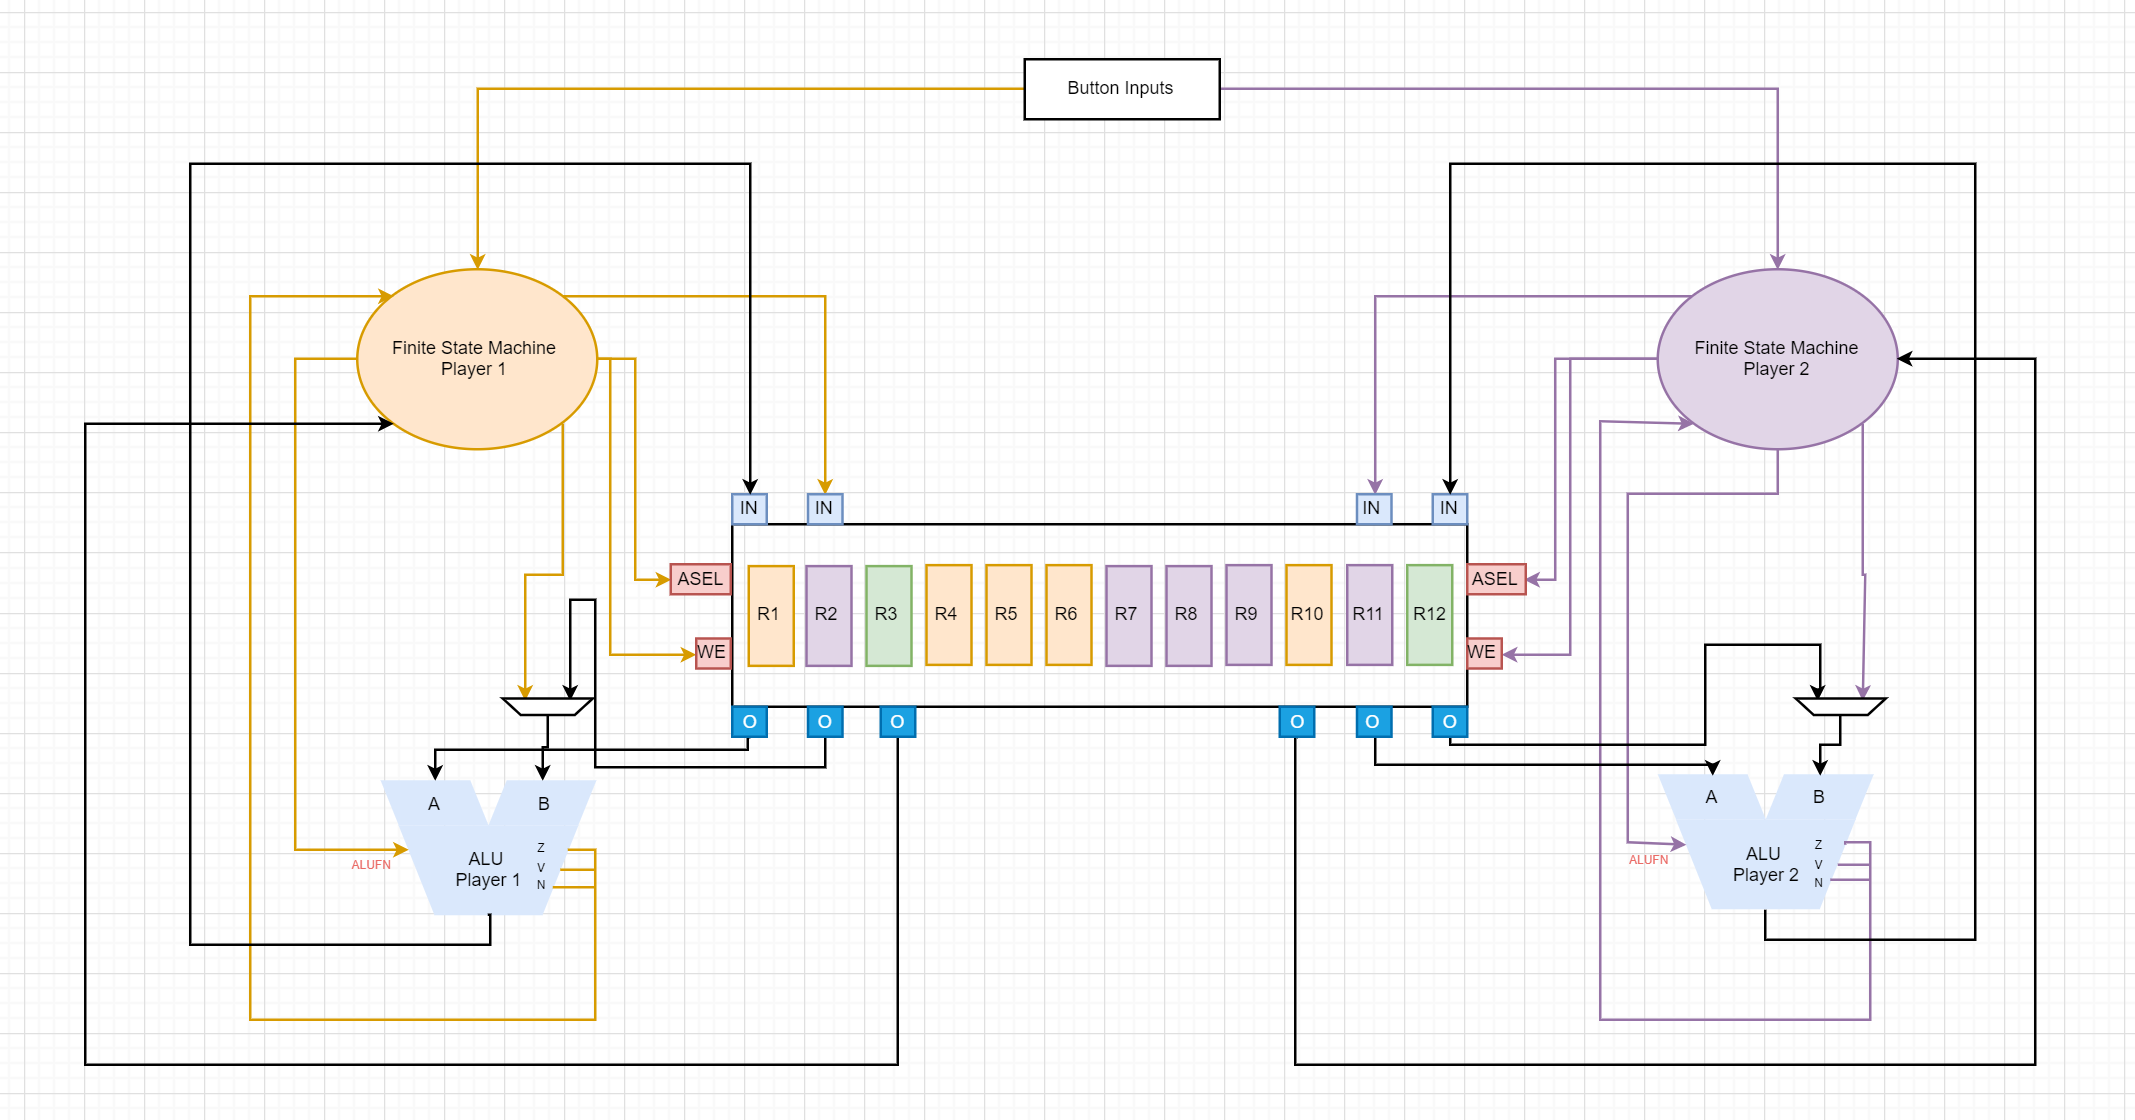 Button Inputs
Finite State Machine
Player 1
Finite State Machine
Player 2
IN
IN
IN
IN
ASEL
ASEL
R1
R2
R3
R4
R5
R6
R7
R8
R9
R10
R11
R12
WE
WE
O
O
O
O
O
O
A
B
Z
V
N
ALU
Player 1
ALUFN
A
B
Z
V
N
ALU
Player 2
ALUFN